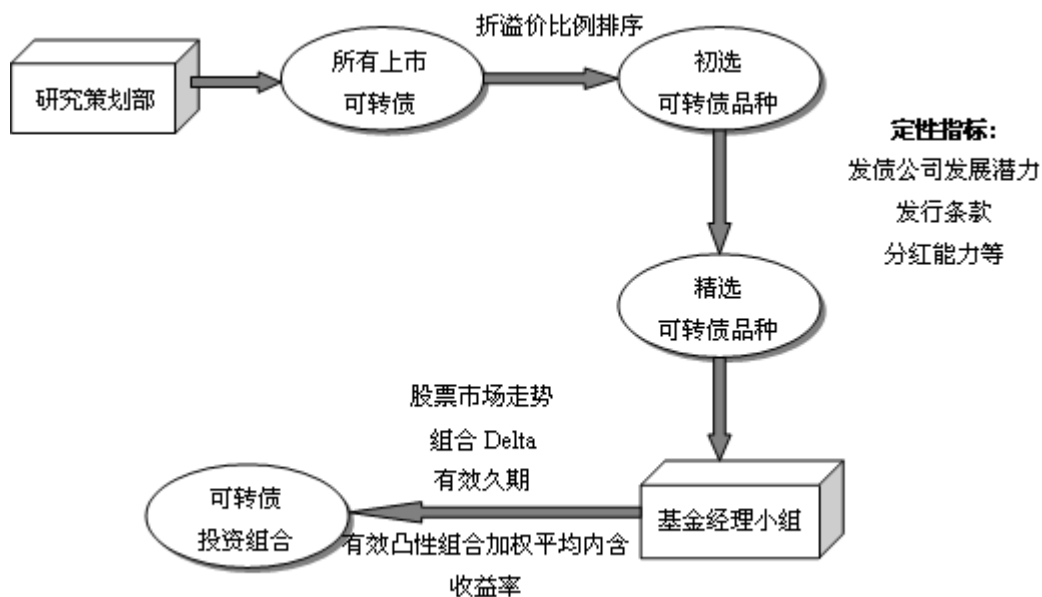 折溢价比例排序
研究策划部
所有上市
可转债
初选
可转债品种
定性指标：
发债公司发展潜力
发行条款
分红能力等
精选
可转债品种
股票市场走势
组合 Delta
有效久期
有效凸性组合加权平均内含
收益率
基金经理小组
可转债
投资组合